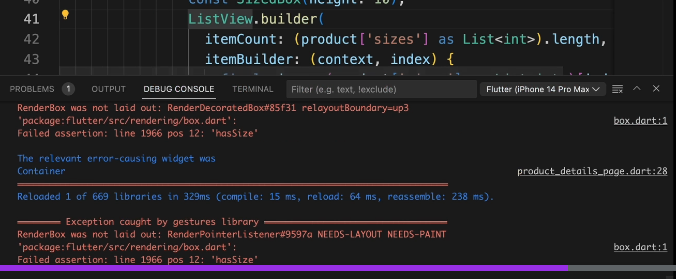 const SizedBox(height: 10),
41 ListView.builder(
42 itemCount: (product['sizes'] as List<int>).length,
43 itemBuilder: (context, index) {
PROBLEMS 1 OUTPUT DEBUG CONSOLE TERMINAL Filter (e.g. text, !exclude) Flutter (iPhone 14 Pro Max
RenderBox was not laid out: RenderDecoratedBox#85f31 relayoutBoundary=up3
'package:flutter/src/rendering/box.dart': box.dart:1
Failed assertion: line 1966 pos 12: 'hasSize'
The relevant error-causing widget was
Container product_details_page.dart:28
Reloaded 1 of 669 libraries in 329ms (compile: 15 ms, reload: 64 ms, reassemble: 238 ms).
Exception caught by gestures library
RenderBox was not laid out: RenderPointerListener#9597a NEEDS-LAYOUT NEEDS-PAINT
'package:flutter/src/rendering/box.dart': box.dart:1
Failed assertion: line 1966 pos 12: 'hasSize'